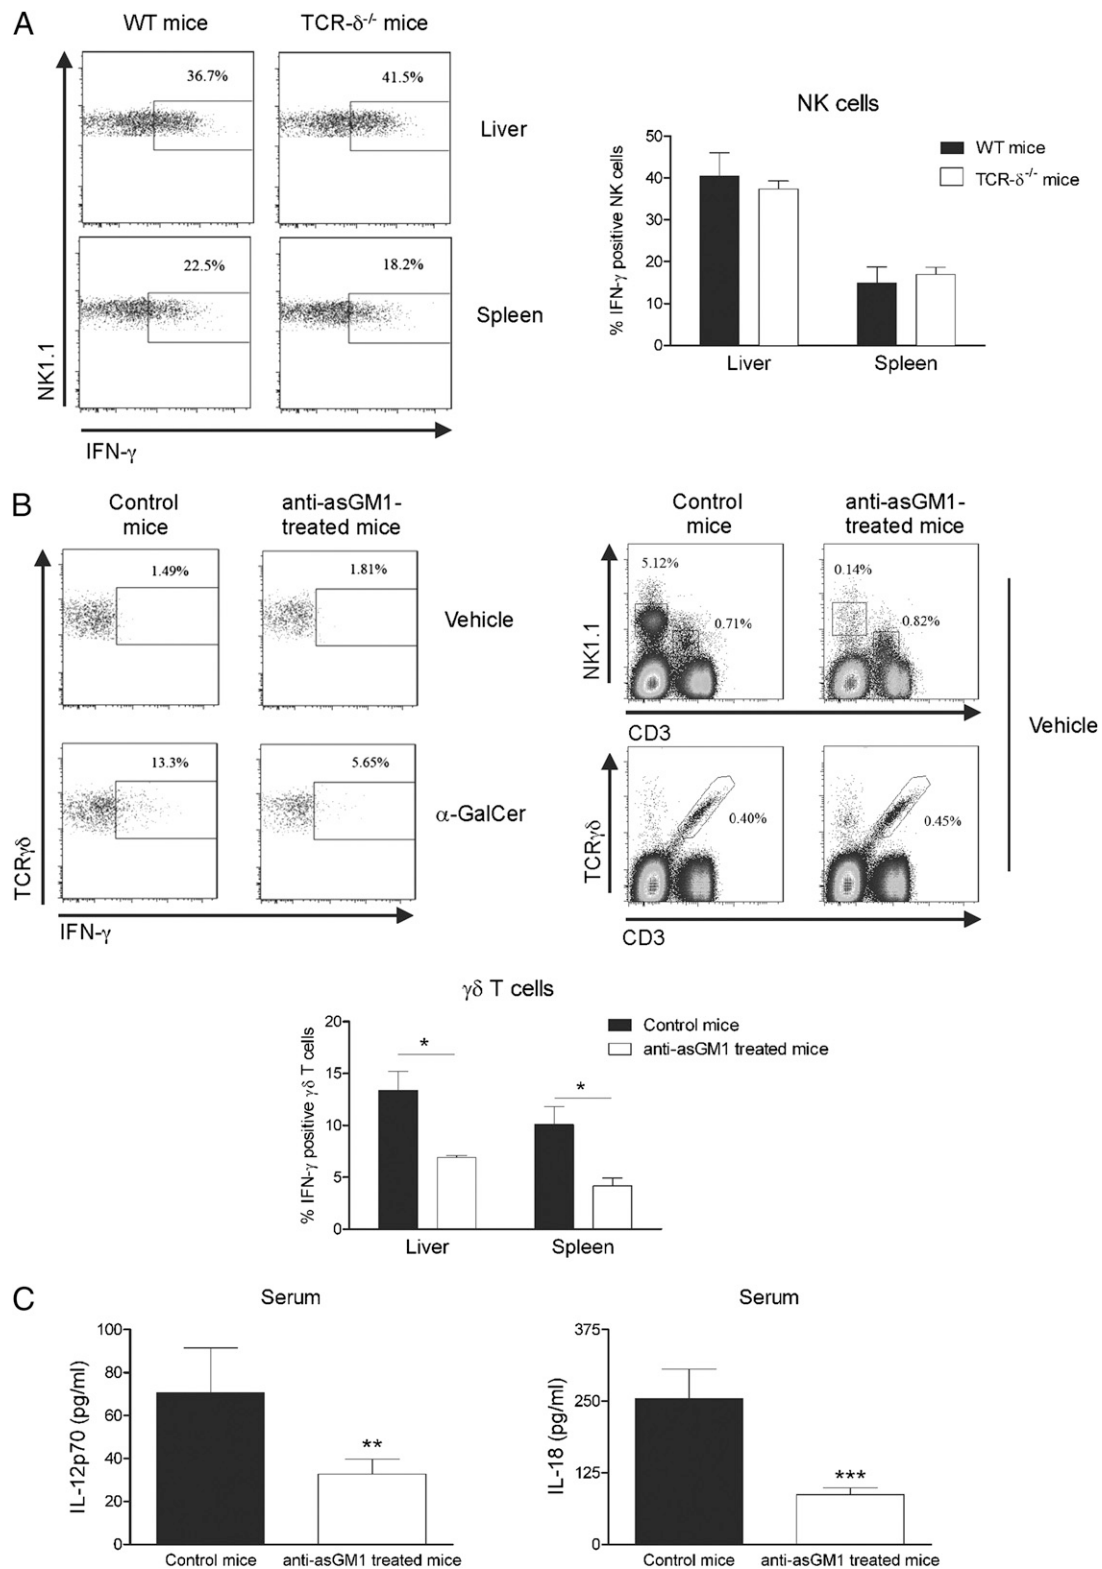 A
WT mice
TCR-δ-/- mice
36.7%
41.5%
Liver
22.5%
18.2%
Spleen
NK1.1
IFN-γ
NK cells
% IFN-γ positive NK cells
50
40
30
20
10
0
Liver
Spleen
WT mice
TCR-δ-/- mice
B
Control
mice
anti-asGM1-
treated mice
1.49%
1.81%
Vehicle
13.3%
5.65%
α-GalCer
TCRγδ
IFN-γ
Control
mice
anti-asGM1-
treated mice
5.12%
0.71%
0.14%
0.82%
NK1.1
CD3
0.40%
0.45%
TCRγδ
CD3
Vehicle
γδ T cells
% IFN-γ positive γδ T cells
20
15
10
5
0
*
*
Liver
Spleen
Control mice
anti-asGM1 treated mice
C
Serum
IL-12p70 (pg/ml)
100
80
60
40
20
0
**
Control mice
anti-asGM1 treated mice
Serum
IL-18 (pg/ml)
375
250
125
0
***
Control mice
anti-asGM1 treated mice